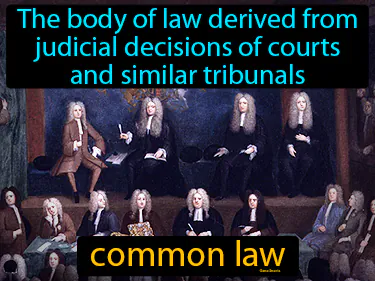 The body of law derived from
judicial decisions of courts
and similar tribunals
common law